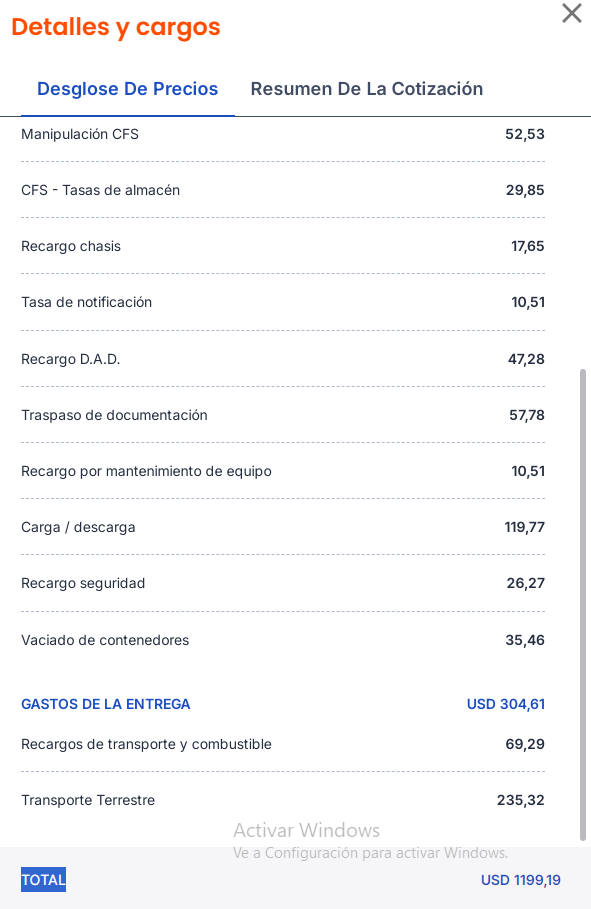 Detalles y cargos
Desglose De Precios Resumen De La Cotización
Manipulación CFS 52,53
CFS - Tasas de almacén 29,85
Recargo chasis 17,65
Tasa de notificación 10,51
Recargo D.A.D. 47,28
Traspaso de documentación 57,78
Recargo por mantenimiento de equipo 10,51
Carga / descarga 119,77
Recargo seguridad 26,27
Vaciado de contenedores 35,46
GASTOS DE LA ENTREGA USD 304,61
Recargos de transporte y combustible 69,29
Transporte Terrestre 235,32
Activar Windows
Ve a Configuración para activar Windows.
TOTAL USD 1199,19